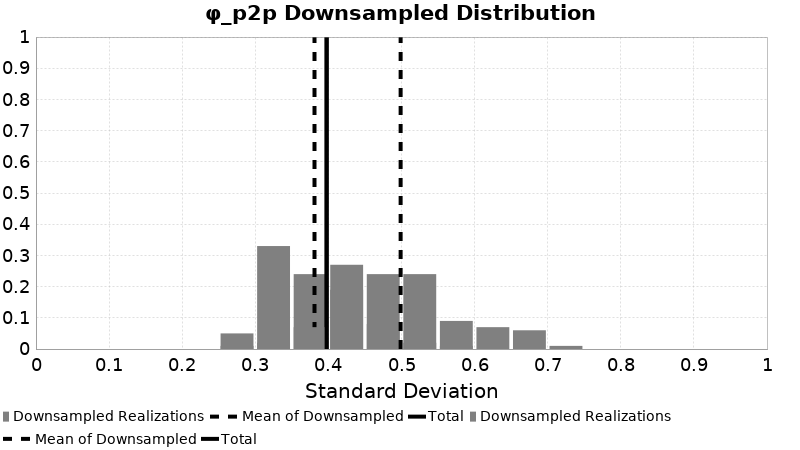 φ_p2p Downsampled Distribution
1
0.9
0.8
0.7
0.6
0.5
0.4
0.3
0.2
0.1
0
0 0.1 0.2 0.3 0.4 0.5 0.6 0.7 0.8 0.9 1
Standard Deviation
Downsampled Realizations Mean of Downsampled Total Downsampled Realizations
Mean of Downsampled Total